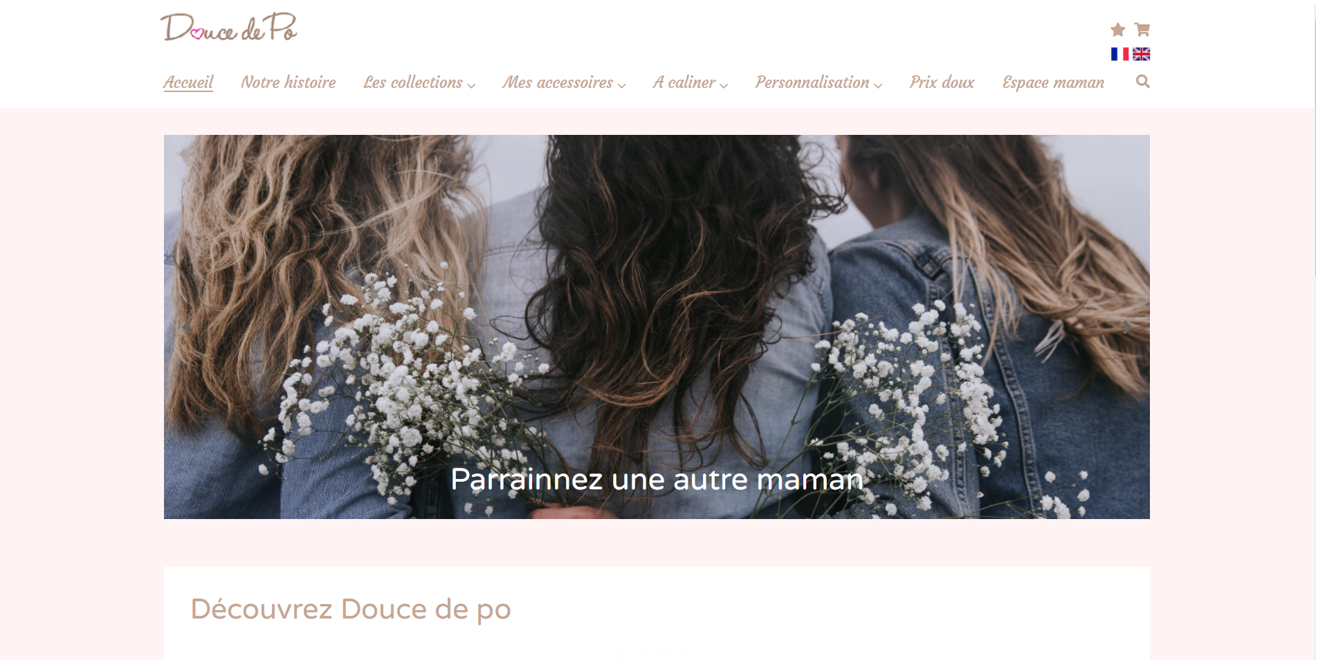 Douce de Po
Accueil Notre histoire Les collections Mes accessoires A caliner Personnalisation Prix doux Espace maman
Parrainnez une autre maman
Découvrez Douce de po